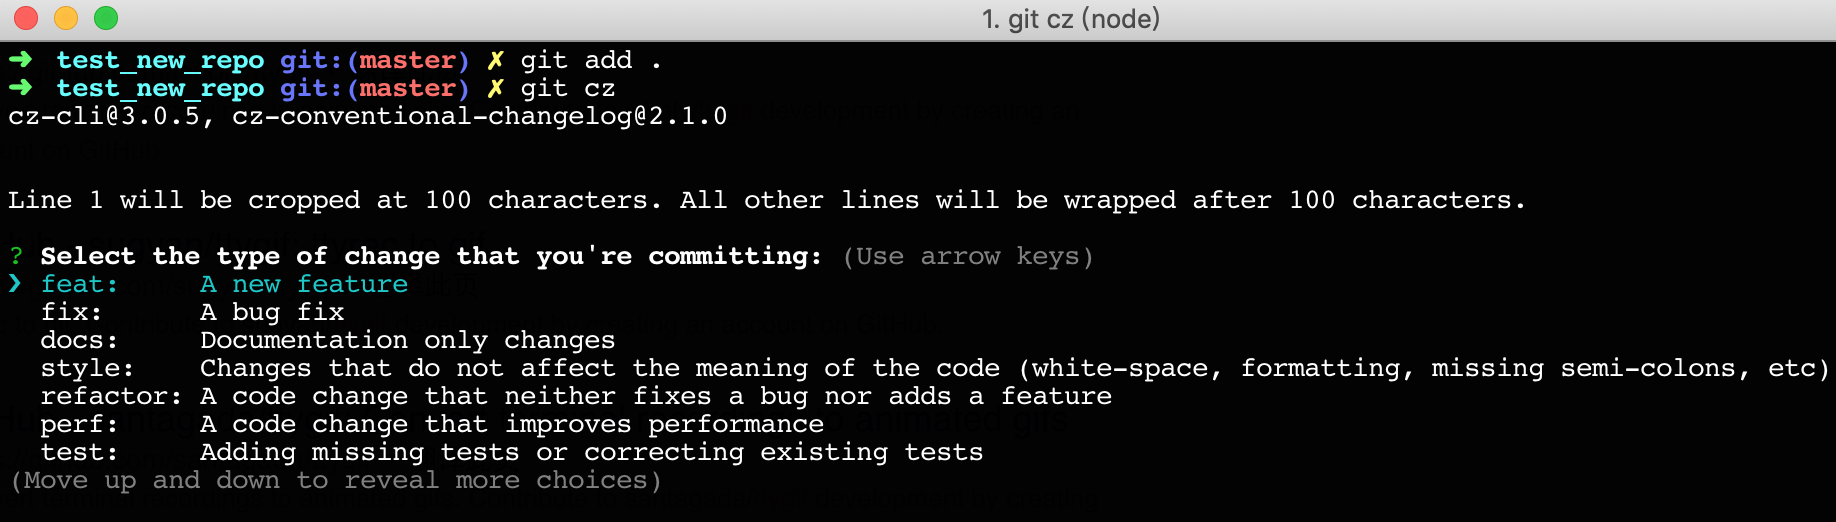 1. git cz (node)
➜ test_new_repo git:(master) ✗ git add .
➜ test_new_repo git:(master) ✗ git cz
cz-cli@3.0.5, cz-conventional-changelog@2.1.0
Line 1 will be cropped at 100 characters. All other lines will be wrapped after 100 characters.
? Select the type of change that you're committing: (Use arrow keys)
❯ feat: A new feature
fix: A bug fix
docs: Documentation only changes
style: Changes that do not affect the meaning of the code (white-space, formatting, missing semi-colons, etc)
refactor: A code change that neither fixes a bug nor adds a feature
perf: A code change that improves performance
test: Adding missing tests or correcting existing tests
(Move up and down to reveal more choices)